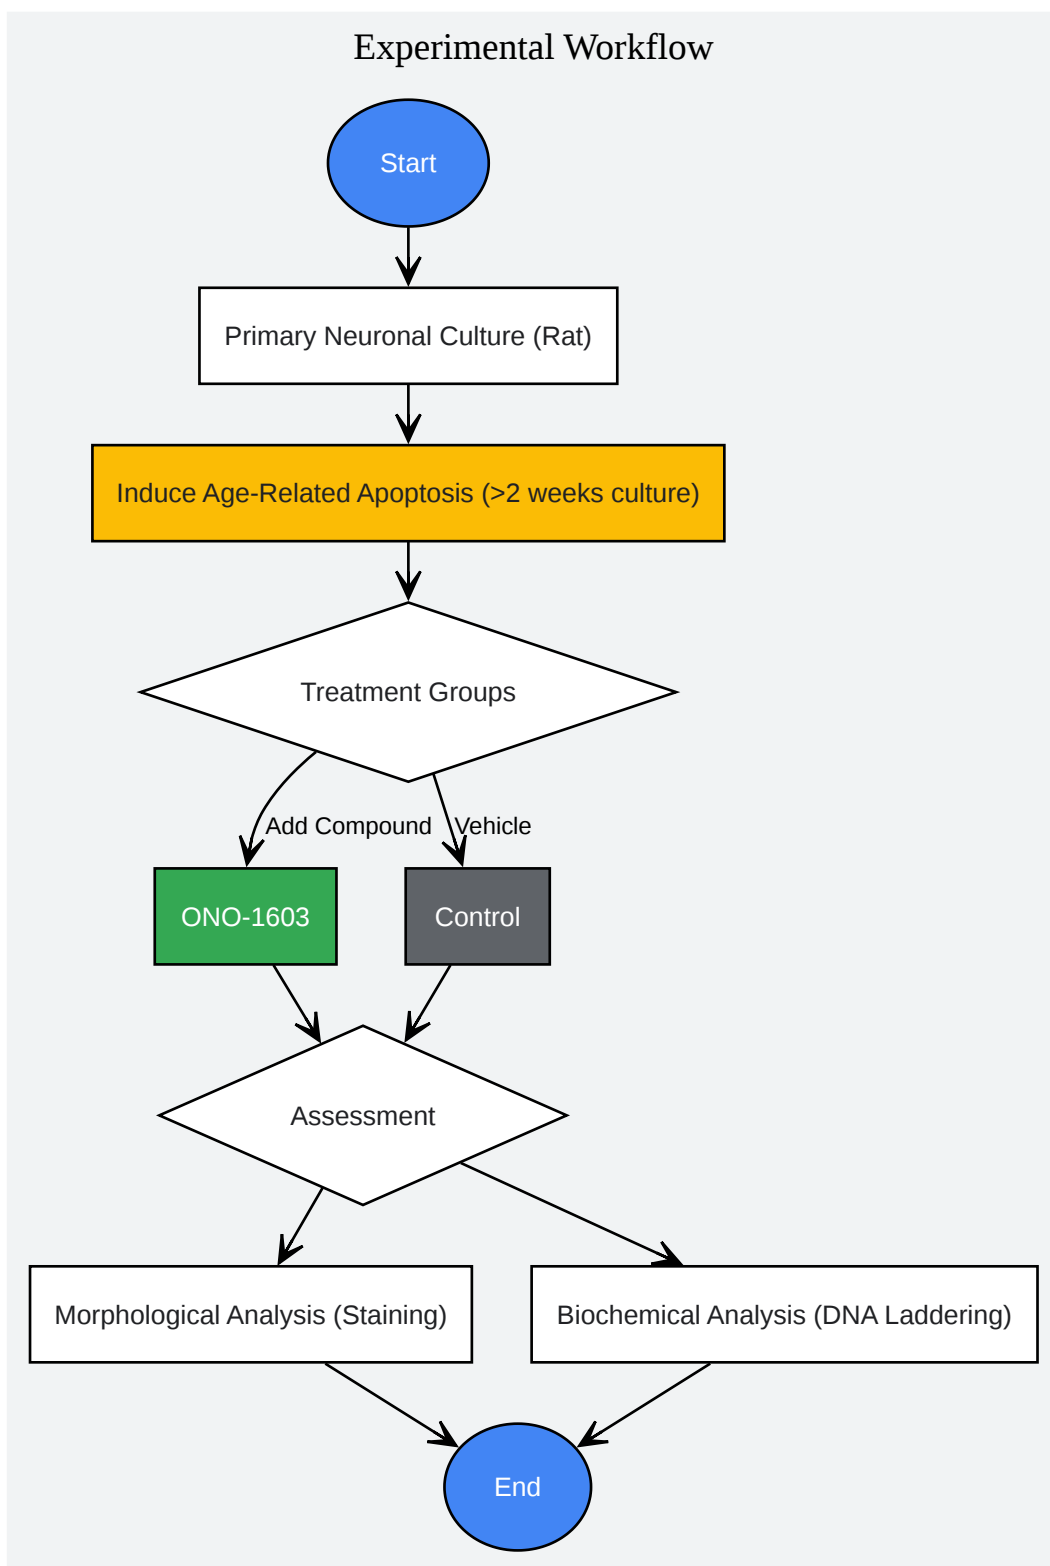 Experimental Workflow
Start
Primary Neuronal Culture (Rat)
Induce Age-Related Apoptosis (>2 weeks culture)
Treatment Groups
Add Compound
Vehicle
ONO-1603
Control
Assessment
Morphological Analysis (Staining)
Biochemical Analysis (DNA Laddering)
End